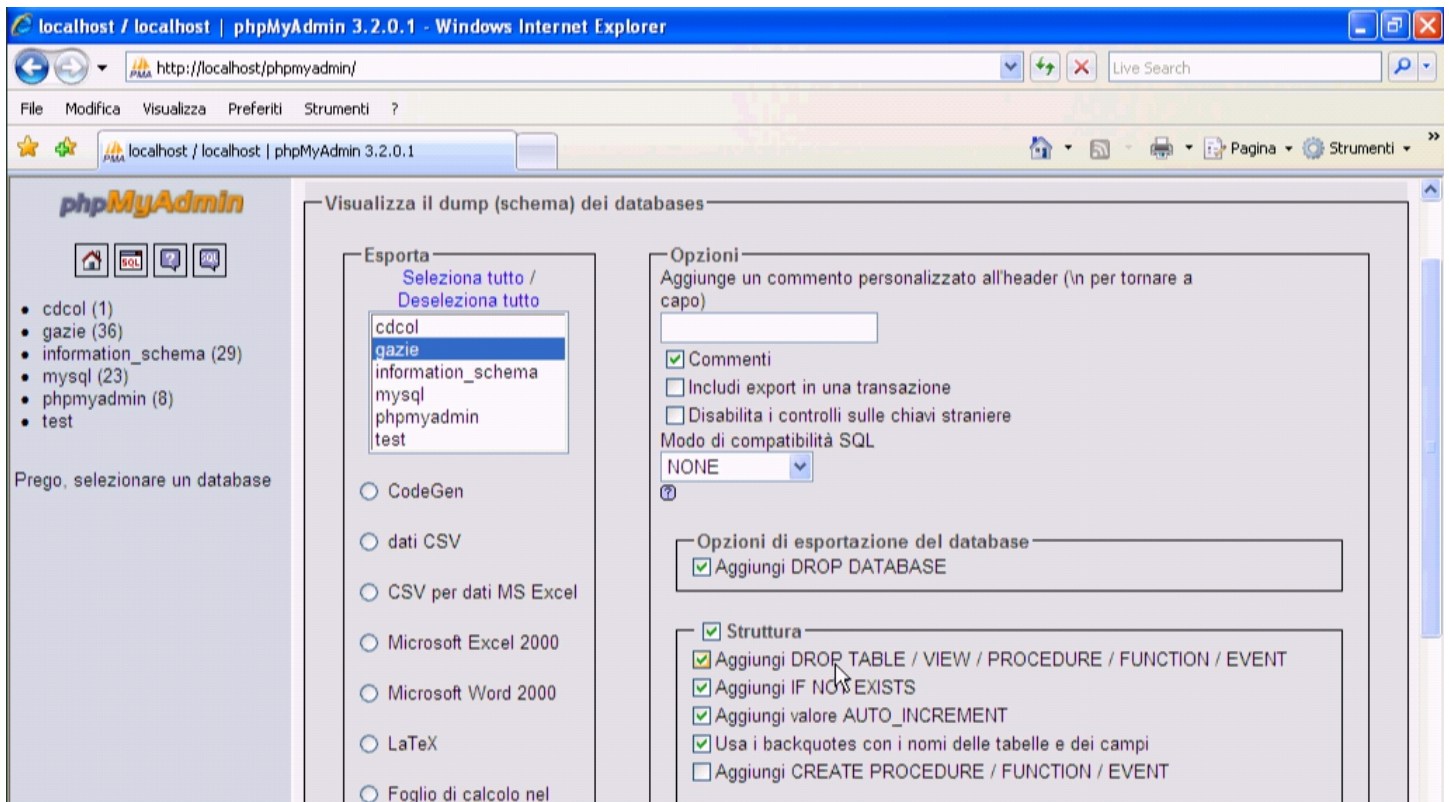 localhost / localhost | phpMyAdmin 3.2.0.1 - Windows Internet Explorer
http://localhost/phpmyadmin/
Live Search
File Modifica Visualizza Preferiti Strumenti ?
localhost / localhost | phpMyAdmin 3.2.0.1
Pagina
Strumenti
phpMyAdmin
SQL
cdcol (1)
gazie (36)
information_schema (29)
mysql (23)
phpmyadmin (8)
test
Prego, selezionare un database
Visualizza il dump (schema) dei databases
Esporta
Seleziona tutto /
Deseleziona tutto
cdcol
gazie
information_schema
mysql
phpmyadmin
test
CodeGen
dati CSV
CSV per dati MS Excel
Microsoft Excel 2000
Microsoft Word 2000
LaTeX
Foglio di calcolo nel
Opzioni
Aggiunge un commento personalizzato all'header (\n per tornare a
capo)
Commenti
Includi export in una transazione
Disabilita i controlli sulle chiavi straniere
Modo di compatibilità SQL
NONE
Opzioni di esportazione del database
Aggiungi DROP DATABASE
Struttura
Aggiungi DROP TABLE / VIEW / PROCEDURE / FUNCTION / EVENT
Aggiungi IF NOT EXISTS
Aggiungi valore AUTO_INCREMENT
Usa i backquotes con i nomi delle tabelle e dei campi
Aggiungi CREATE PROCEDURE / FUNCTION / EVENT